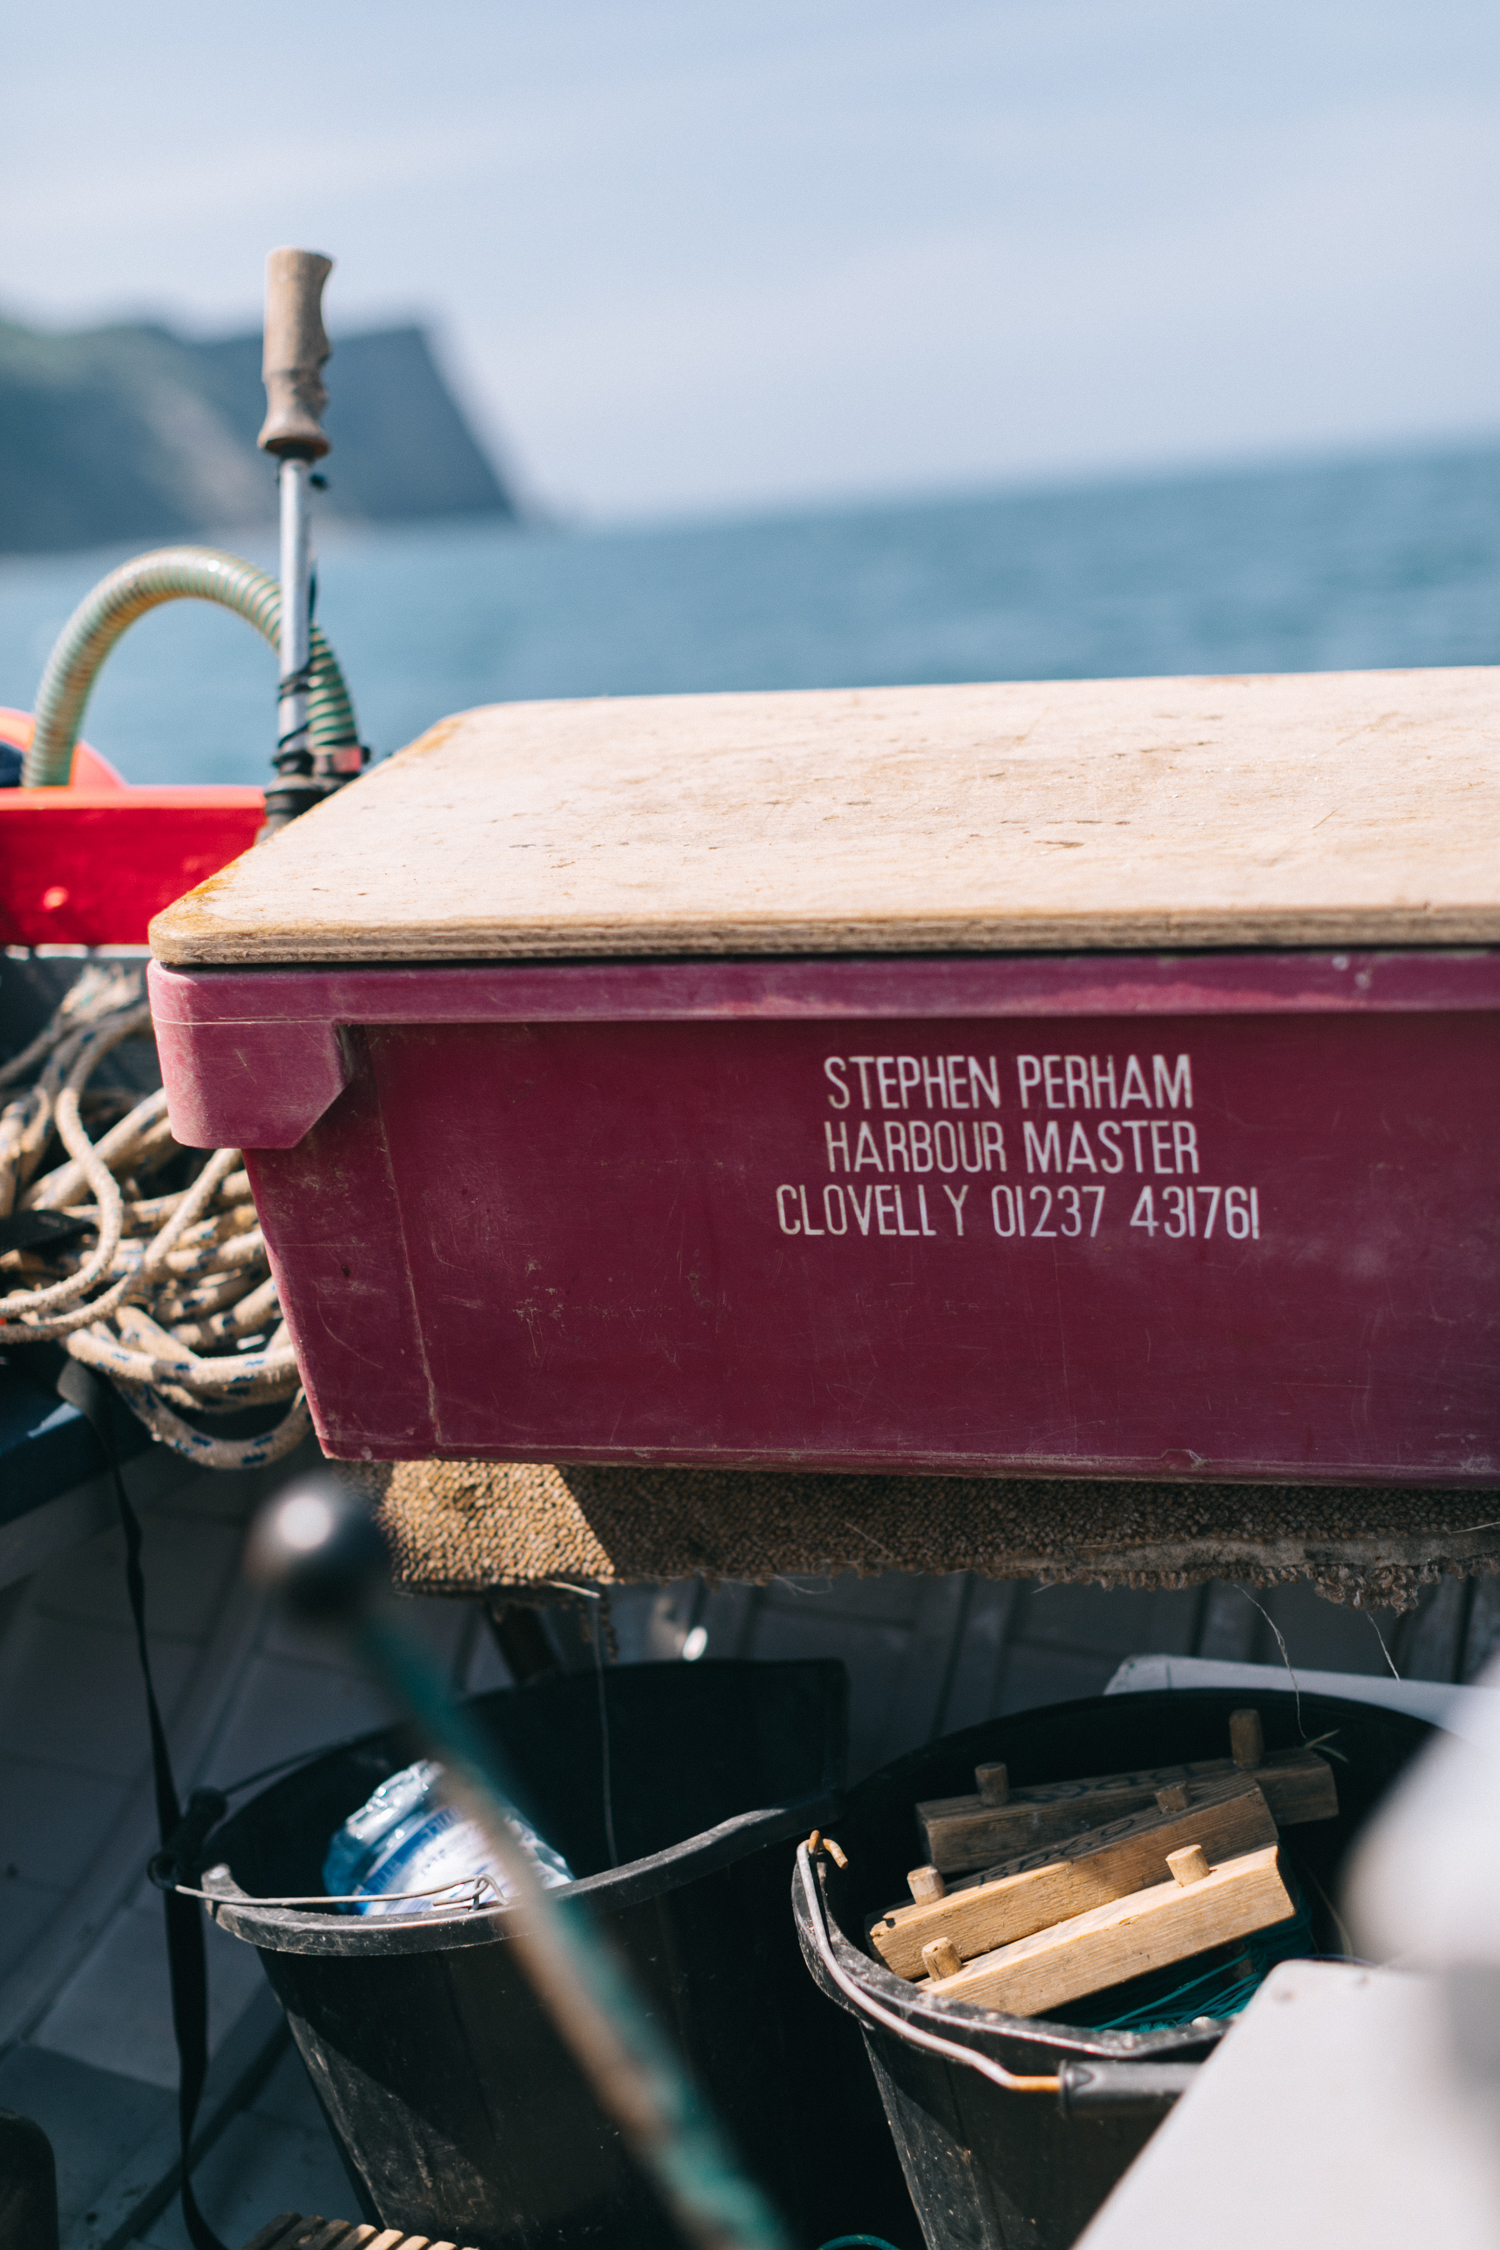 STEPHEN PERHAM
HARBOUR MASTER
CLOVELLY 01237 431761